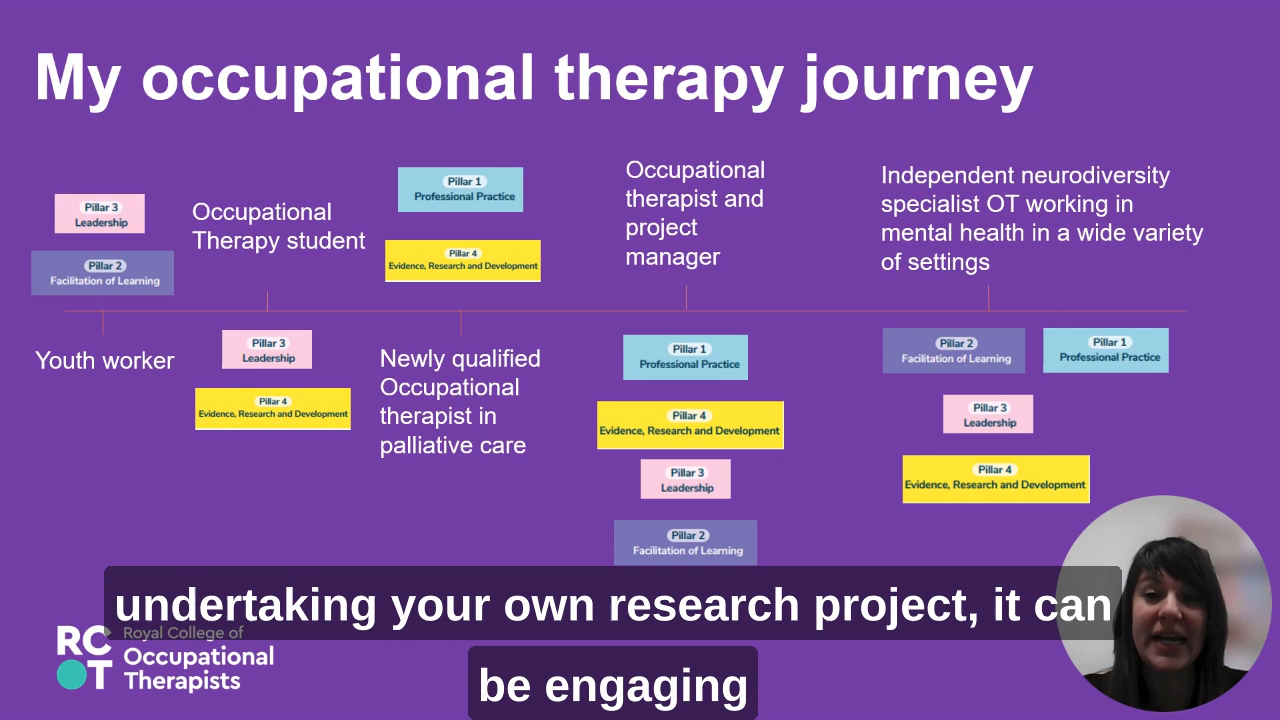 My occupational therapy journey
Pillar 3
Leadership
Pillar 2
Facilitation of Learning
Youth worker
Occupational
Therapy student
Pillar 3
Leadership
Pillar 4
Evidence, Research and Development
Pillar 1
Professional Practice
Pillar 4
Evidence, Research and Development
Newly qualified
Occupational
therapist in
palliative care
Occupational
therapist and
project
manager
Pillar 1
Professional Practice
Pillar 4
Evidence, Research and Development
Pillar 3
Leadership
Pillar 2
Facilitation of Learning
Independent neurodiversity
specialist OT working in
mental health in a wide variety
of settings
Pillar 2
Facilitation of Learning
Pillar 1
Professional Practice
Pillar 3
Leadership
Pillar 4
Evidence, Research and Development
undertaking your own research project, it can
be engaging
RC
OT
Royal College of
Occupational
Therapists